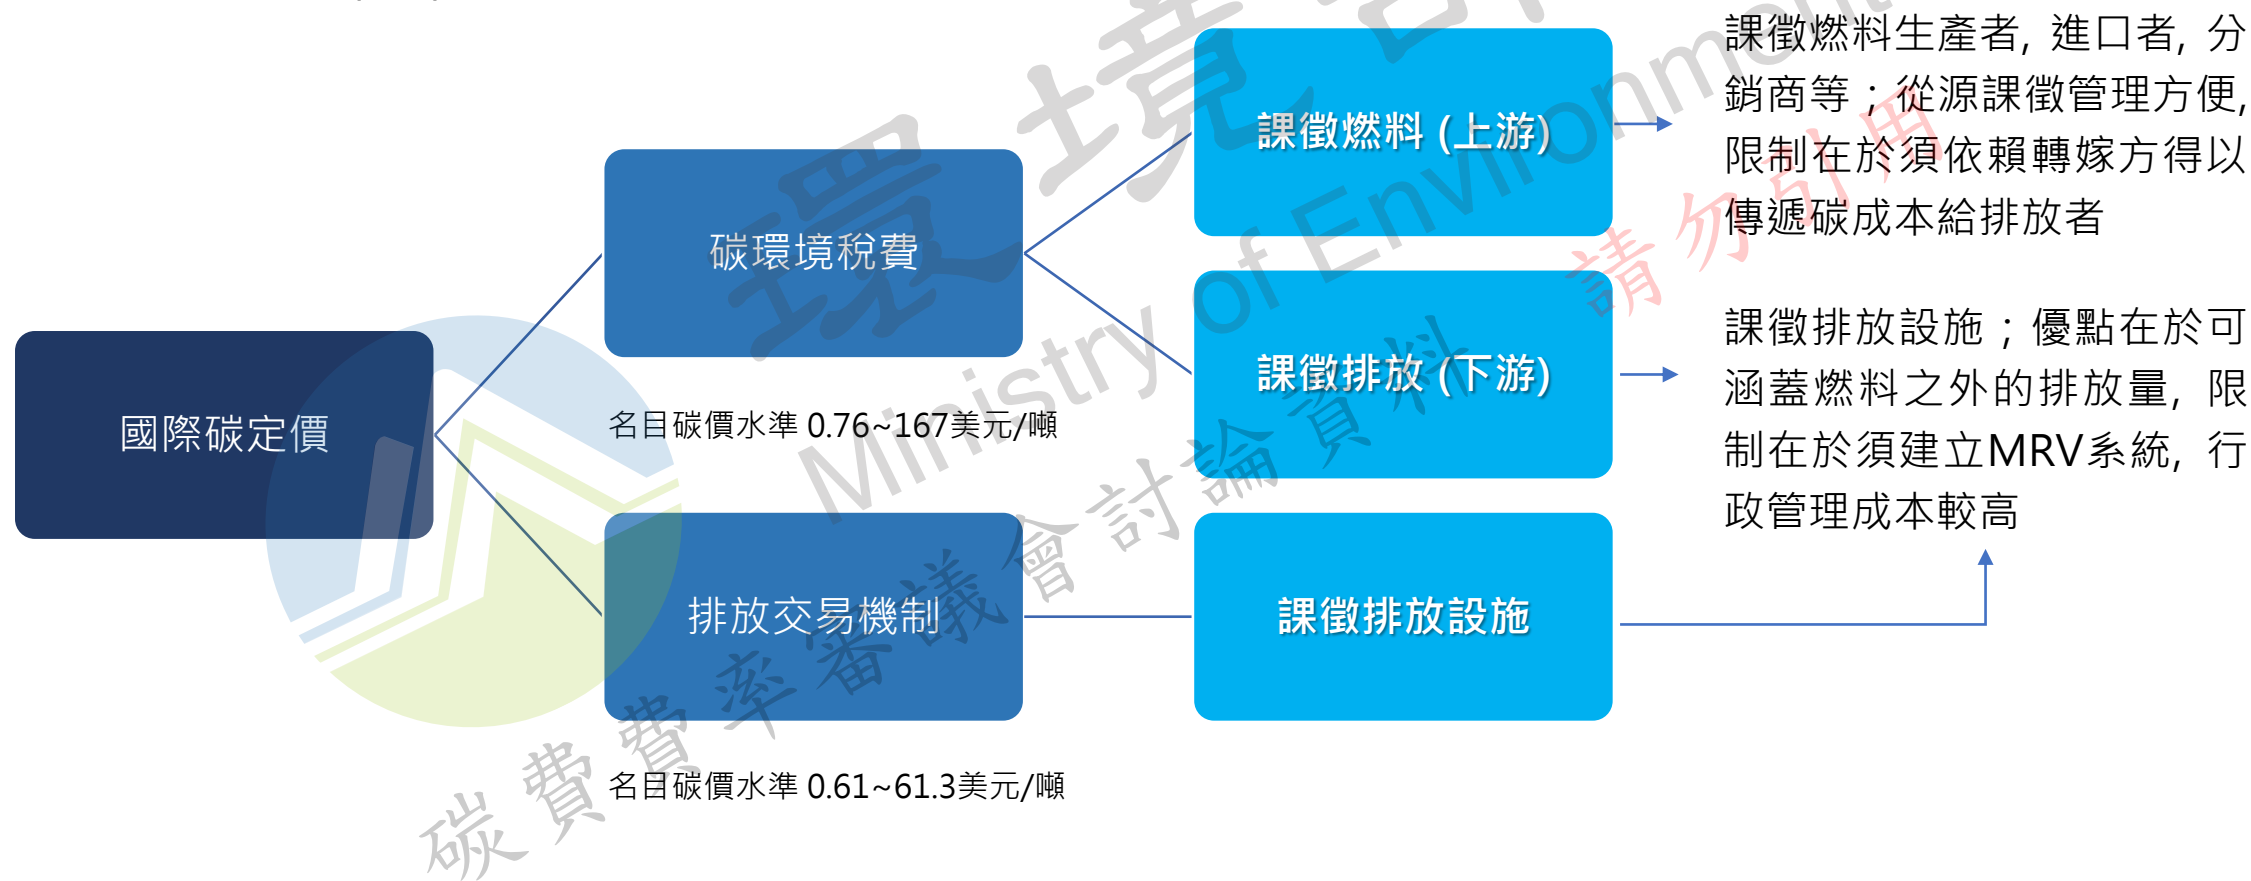 國際碳定價
碳環境稅費
名目碳價水準 0.76~167美元/噸
排放交易機制
名目碳價水準 0.61~61.3美元/噸
課徵燃料 (上游)
課徵排放 (下游)
課徵排放設施
課徵燃料生產者, 進口者, 分
銷商等；從源課徵管理方便,
限制在於須依賴轉嫁方得以
傳遞碳成本給排放者
課徵排放設施；優點在於可
涵蓋燃料之外的排放量, 限
制在於須建立MRV系統, 行
政管理成本較高
環境部
Ministry of Environment
碳費費率審議會討論資料
請勿引用